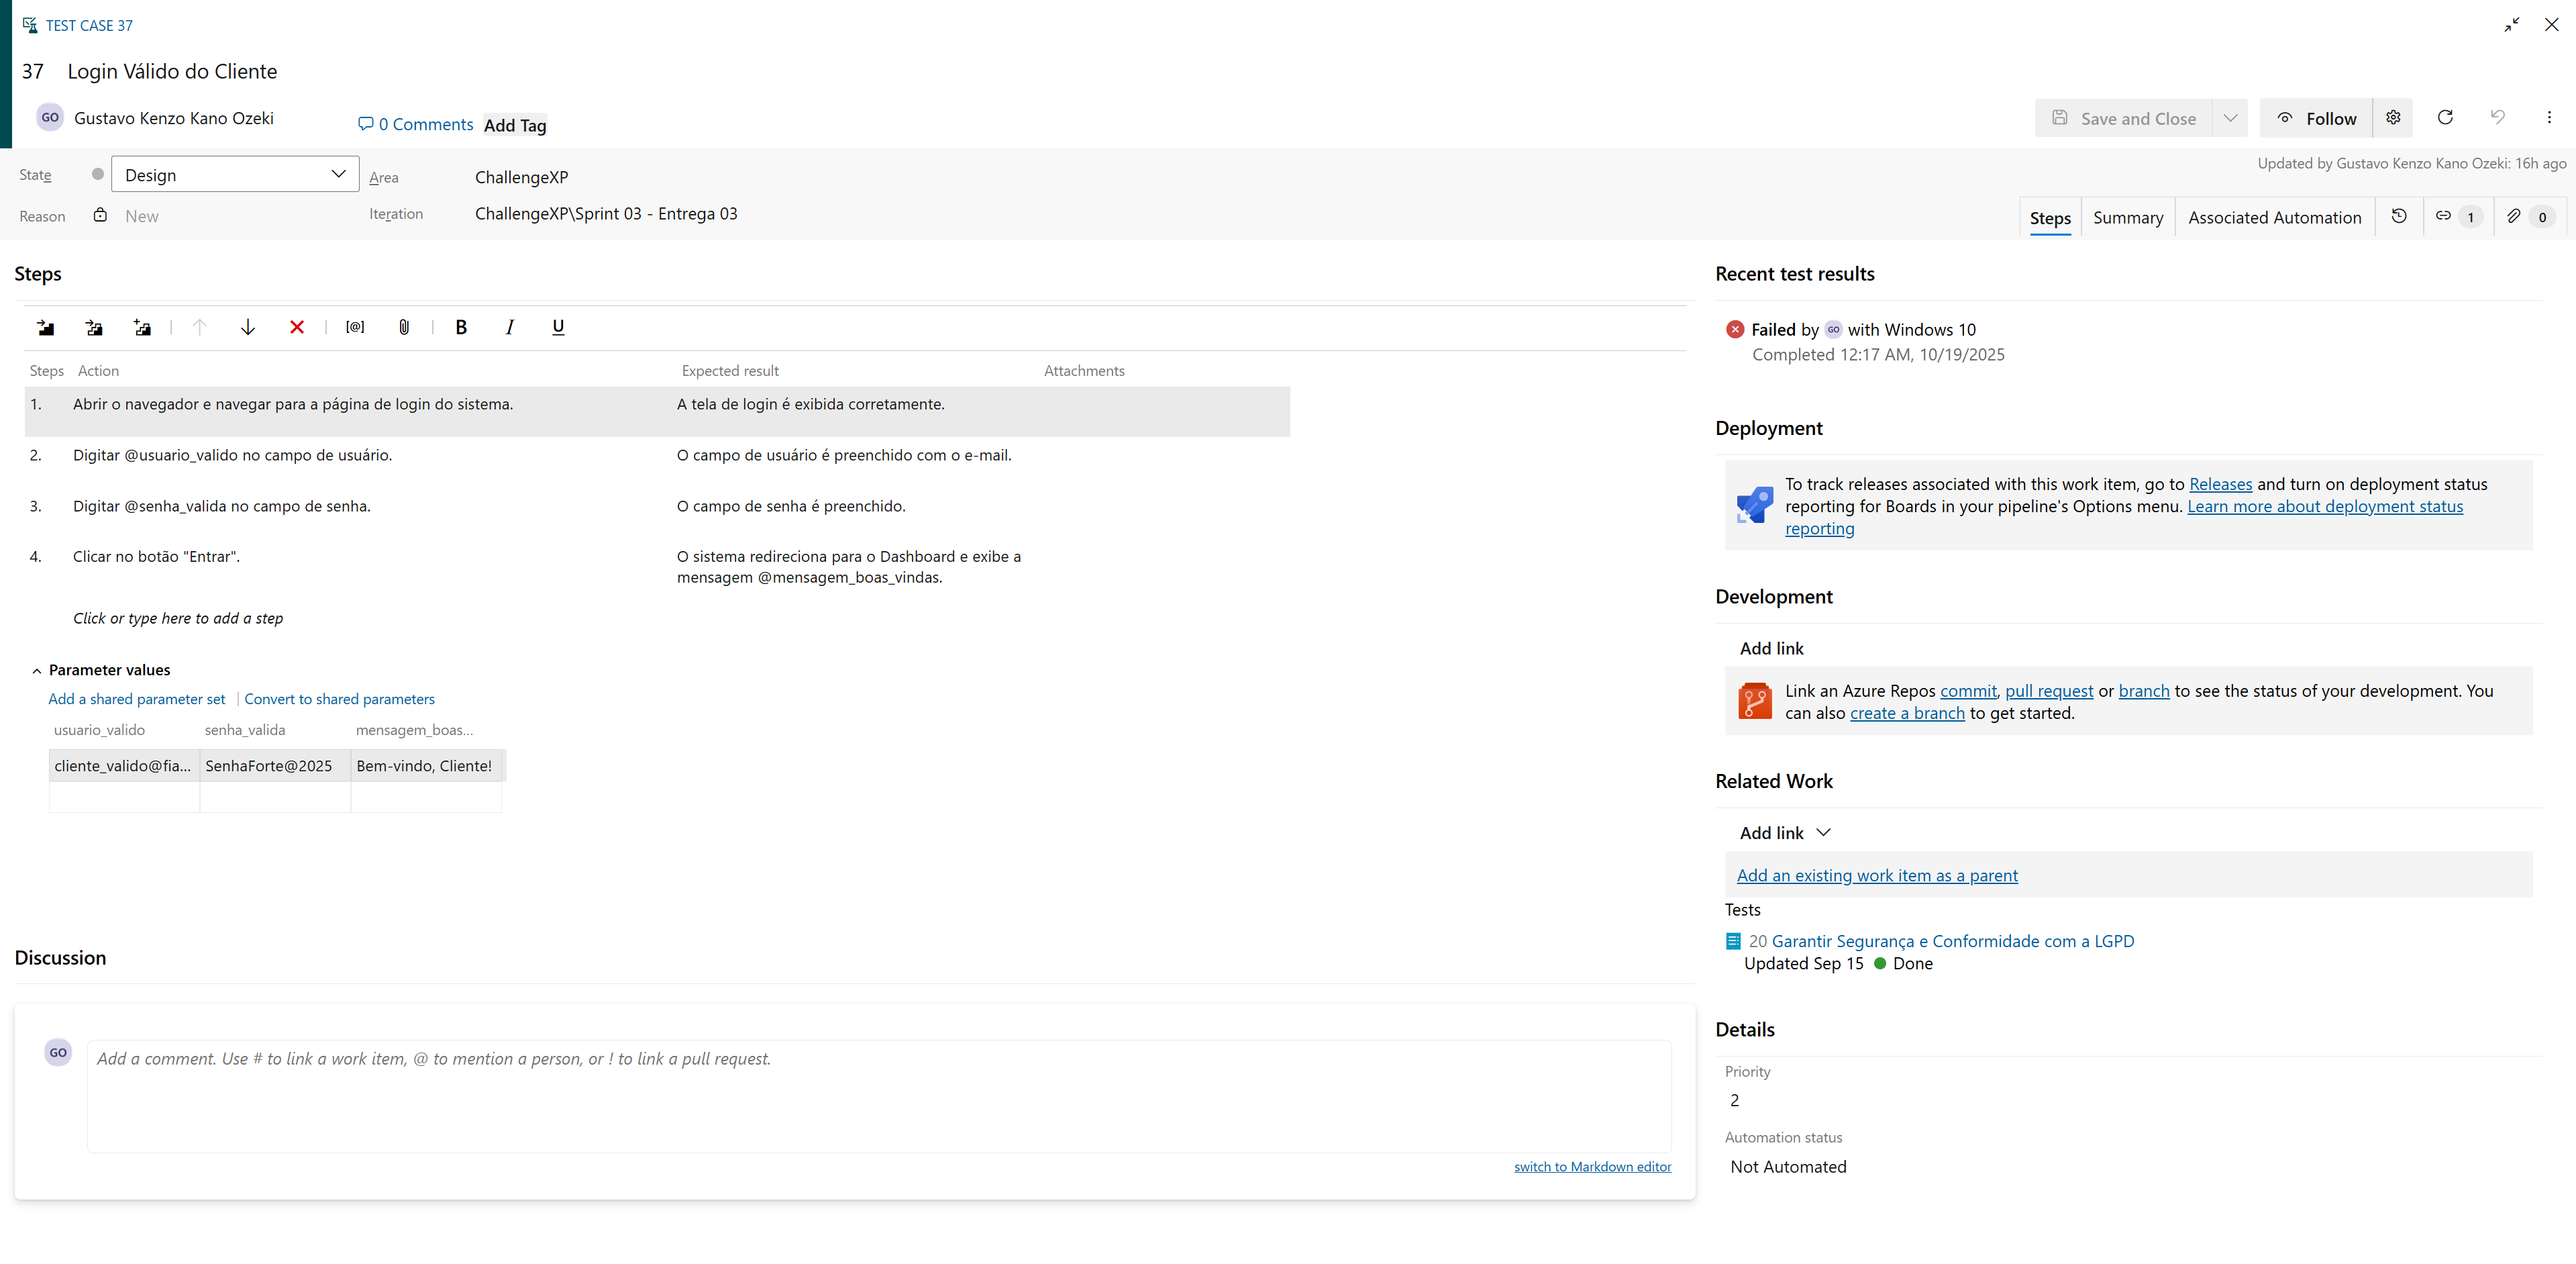 TEST CASE 37
37 Login Válido do Cliente
GO Gustavo Kenzo Kano Ozeki
0 Comments Add Tag
Save and Close
Follow
State Design
Area ChallengeXP
Updated by Gustavo Kenzo Kano Ozeki: 16h ago
Reason New
Iteration ChallengeXP\Sprint 03 - Entrega 03
Steps Summary Associated Automation 1 0
Steps
[@] B I U
Steps Action Expected result Attachments
1. Abrir o navegador e navegar para a página de login do sistema. A tela de login é exibida corretamente.
2. Digitar @usuario_valido no campo de usuário. O campo de usuário é preenchido com o e-mail.
3. Digitar @senha_valida no campo de senha. O campo de senha é preenchido.
4. Clicar no botão "Entrar". O sistema redireciona para o Dashboard e exibe a
mensagem @mensagem_boas_vindas.
Click or type here to add a step
Parameter values
Add a shared parameter set | Convert to shared parameters
usuario_valido senha_valida mensagem_boas...
cliente_valido@fia... SenhaForte@2025 Bem-vindo, Cliente!
Discussion
GO
Add a comment. Use # to link a work item, @ to mention a person, or ! to link a pull request.
switch to Markdown editor
Recent test results
Failed by GO with Windows 10
Completed 12:17 AM, 10/19/2025
Deployment
To track releases associated with this work item, go to Releases and turn on deployment status
reporting for Boards in your pipeline's Options menu. Learn more about deployment status
reporting
Development
Add link
Link an Azure Repos commit, pull request or branch to see the status of your development. You
can also create a branch to get started.
Related Work
Add link
Add an existing work item as a parent
Tests
20 Garantir Segurança e Conformidade com a LGPD
Updated Sep 15 Done
Details
Priority
2
Automation status
Not Automated